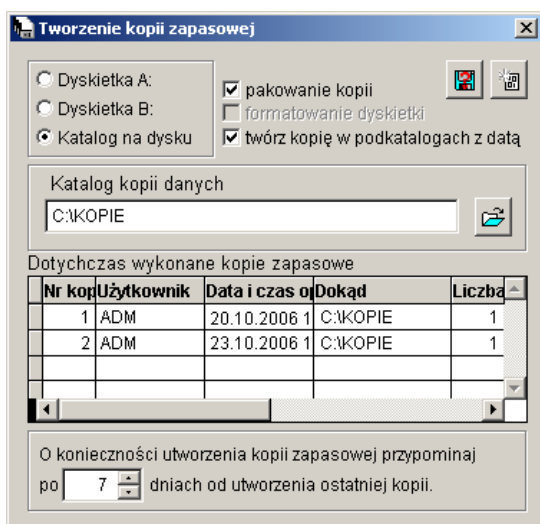 Tworzenie kopii zapasowej
Dyskietka A:
Dyskietka B:
Katalog na dysku
pakowanie kopii
formatowanie dyskietki
twórz kopię w podkatalogach z datą
Katalog kopii danych
C:\KOPIE
Dotychczas wykonane kopie zapasowe
Nr kop Użytkownik Data i czas op Dokąd Liczba
1 ADM 20.10.2006 1 C:\KOPIE 1
2 ADM 23.10.2006 1 C:\KOPIE 1
O konieczności utworzenia kopii zapasowej przypominaj
po 7 dniach od utworzenia ostatniej kopii.